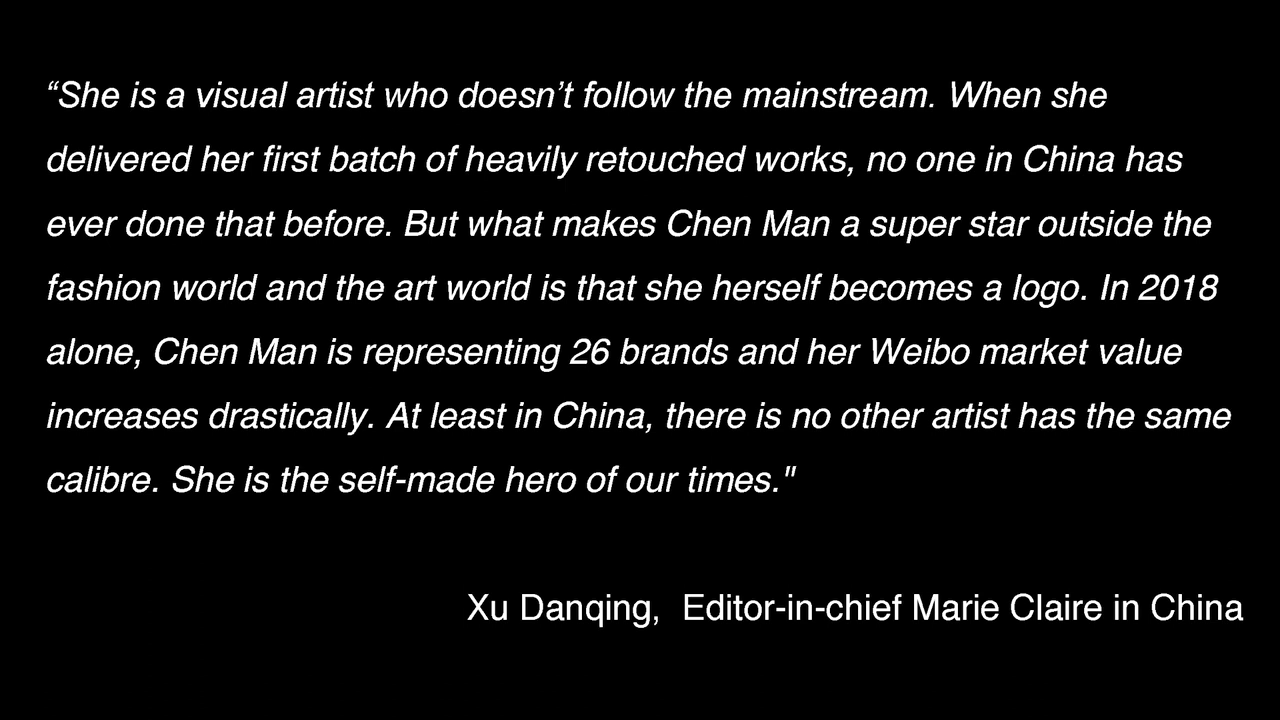 “She is a visual artist who doesn’t follow the mainstream. When she
delivered her first batch of heavily retouched works, no one in China has
ever done that before. But what makes Chen Man a super star outside the
fashion world and the art world is that she herself becomes a logo. In 2018
alone, Chen Man is representing 26 brands and her Weibo market value
increases drastically. At least in China, there is no other artist has the same
calibre. She is the self-made hero of our times."
Xu Danqing,  Editor-in-chief Marie Claire in China